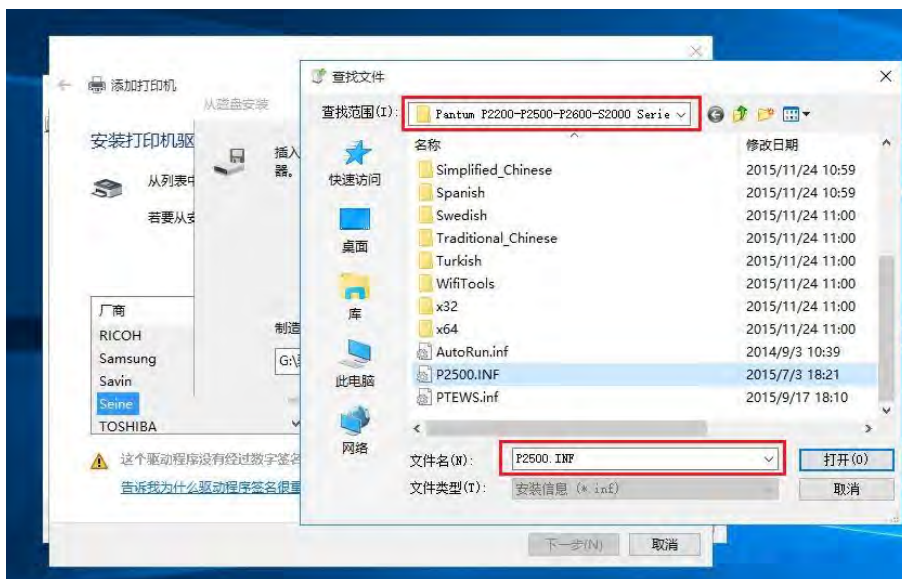 添加打印机
从磁盘安装
安装打印机驱
从列表中
若要从安
插入
器。
厂商
RICOH
Samsung
Savin
Seine
TOSHIBA
制造
G:\
这个驱动程序没有经过数字签名
告诉我为什么驱动程序签名很重
下一步(N)
取消
查找文件
查找范围(I):
Pantum P2200-P2500-P2600-S2000 Serie
快速访问
桌面
库
此电脑
网络
名称
修改日期
Simplified_Chinese 2015/11/24 10:59
Spanish 2015/11/24 10:59
Swedish 2015/11/24 11:00
Traditional_Chinese 2015/11/24 11:00
Turkish 2015/11/24 11:00
WifiTools 2015/11/24 11:00
x32 2015/11/24 11:00
x64 2015/11/24 11:00
AutoRun.inf 2014/9/3 10:39
P2500.INF 2015/7/3 18:21
PTEWS.inf 2015/9/17 18:10
文件名(N): P2500.INF 打开(O)
文件类型(T): 安装信息 (*.inf) 取消